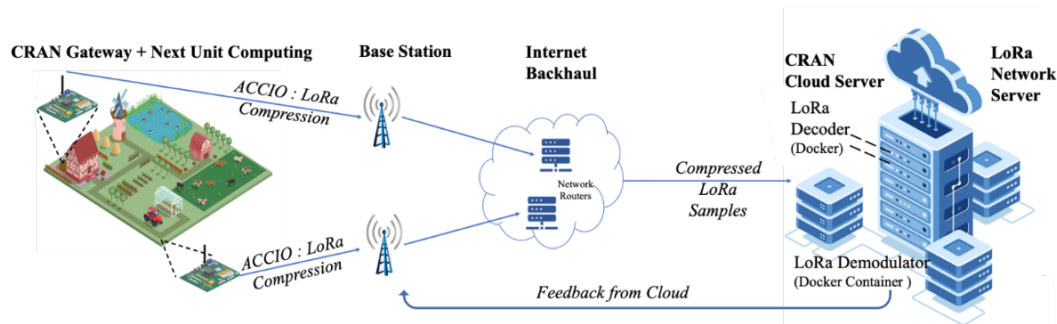 CRAN Gateway + Next Unit Computing
Base Station
Internet
Backhaul
CRAN
Cloud Server
LoRa
Network
Server
ACCIO : LoRa
Compression
LoRa
Decoder
(Docker)
Network
Routers
Compressed
LoRa
Samples
ACCIO : LoRa
Compression
LoRa Demodulator
(Docker Container )
Feedback from Cloud